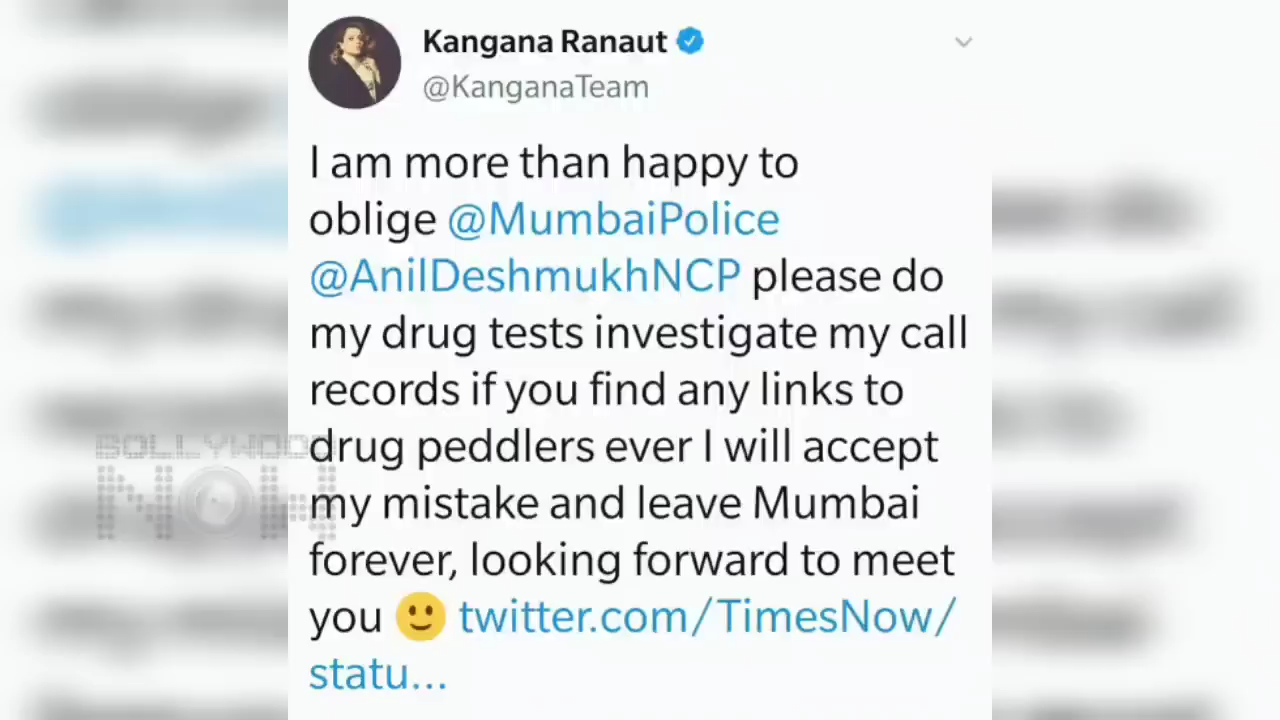 Kangana Ranaut
@KanganaTeam
I am more than happy to
oblige @MumbaiPolice
@AnilDeshmukhNCP please do
my drug tests investigate my call
records if you find any links to
drug peddlers ever I will accept
my mistake and leave Mumbai
forever, looking forward to meet
you 🙂 twitter.com/TimesNow/
statu...
BOLLYWOOD
NOW